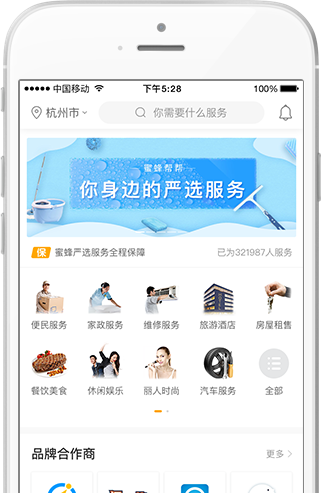 中国移动 下午5:28 100%
杭州市 你需要什么服务
蜜蜂帮帮
你身边的严选服务
保 蜜蜂严选服务全程保障 已为321987人服务
便民服务 家政服务 维修服务 旅游酒店 房屋租售
餐饮美食 休闲娱乐 丽人时尚 汽车服务 全部
品牌合作商 更多